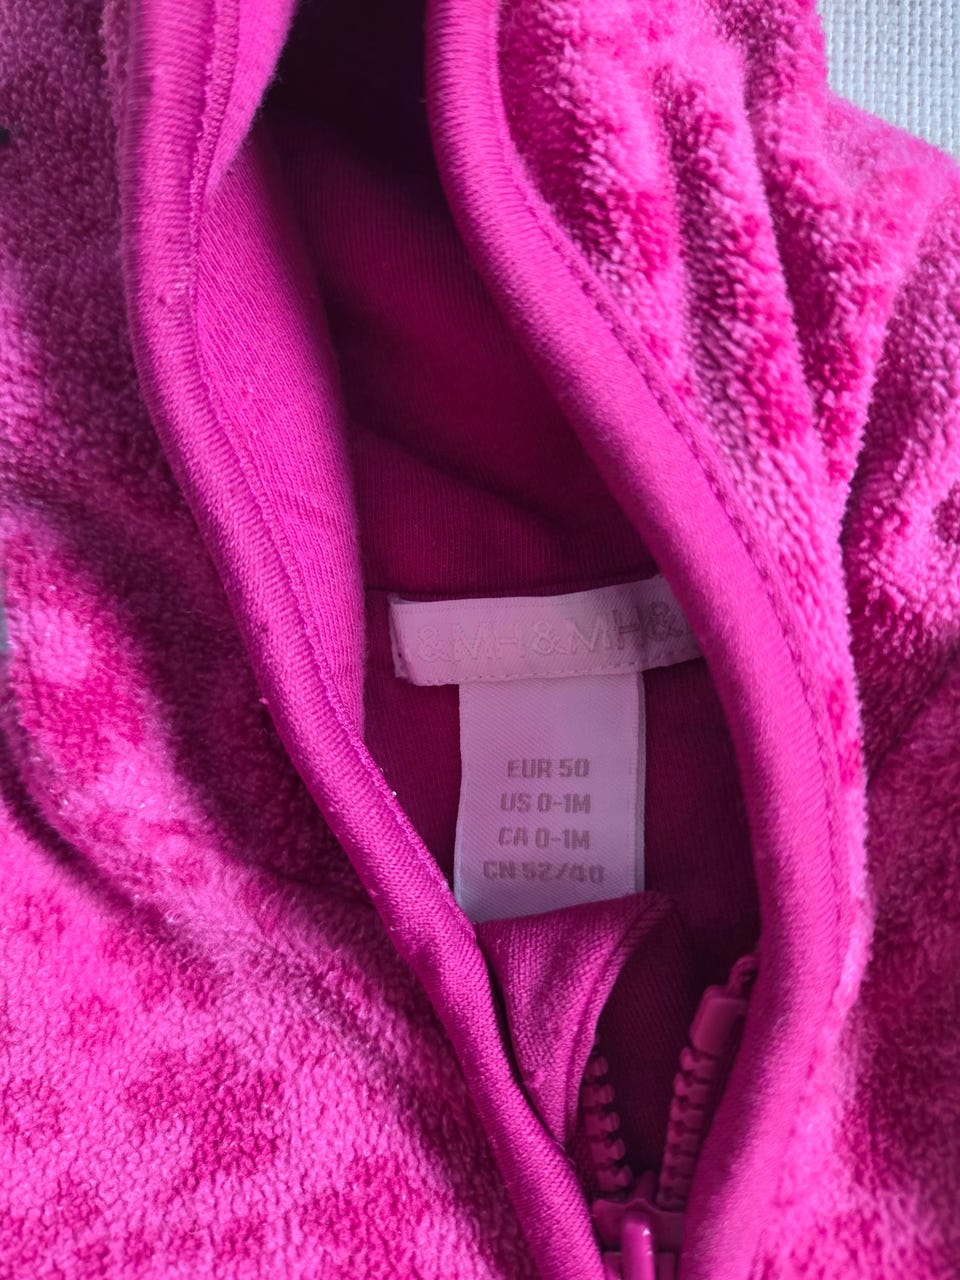 &MH&MH&
EUR 50
US 0-1M
CA 0-1M
CN 52/40